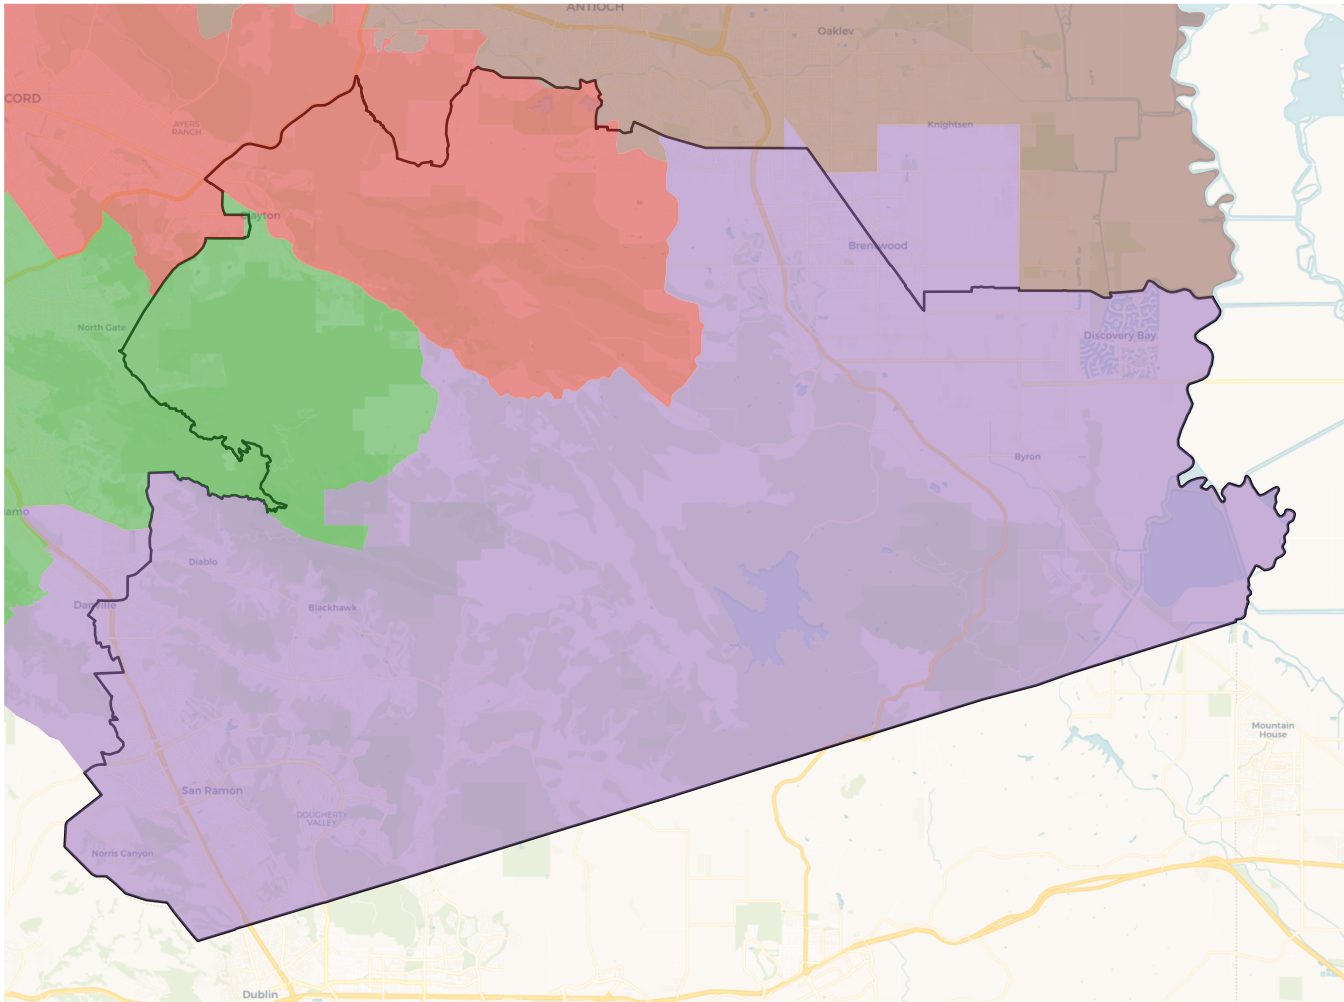 ANTIOCH
Oakley
CORD
AYERS
RANCH
Knightsen
Clayton
Brentwood
North Gate
Discovery Bay
Byron
lamo
Diablo
Danville
Blackhawk
Mountain
House
San Ramon
DOUGHERTY
VALLEY
Norris Canyon
Dublin